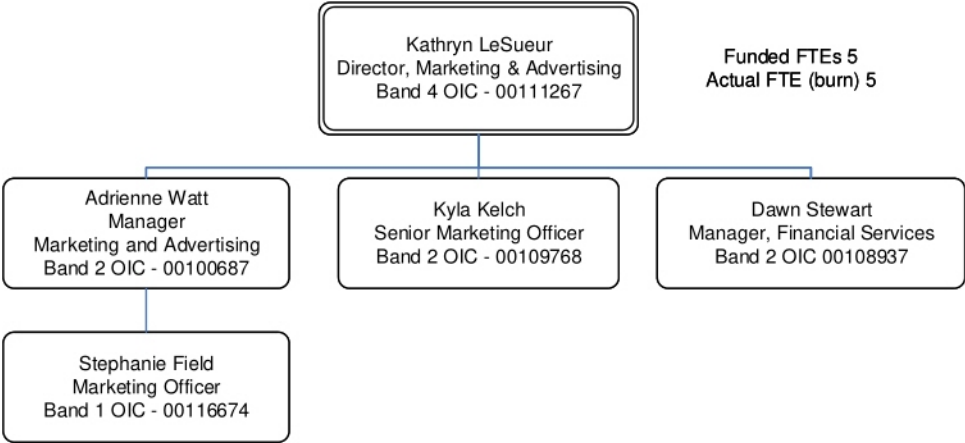 Kathryn LeSueur
Director, Marketing & Advertising
Band 4 OIC - 00111267
Funded FTEs 5
Actual FTE (burn) 5
Adrienne Watt
Manager
Marketing and Advertising
Band 2 OIC - 00100687
Kyla Kelch
Senior Marketing Officer
Band 2 OIC - 00109768
Dawn Stewart
Manager, Financial Services
Band 2 OIC 00108937
Stephanie Field
Marketing Officer
Band 1 OIC - 00116674